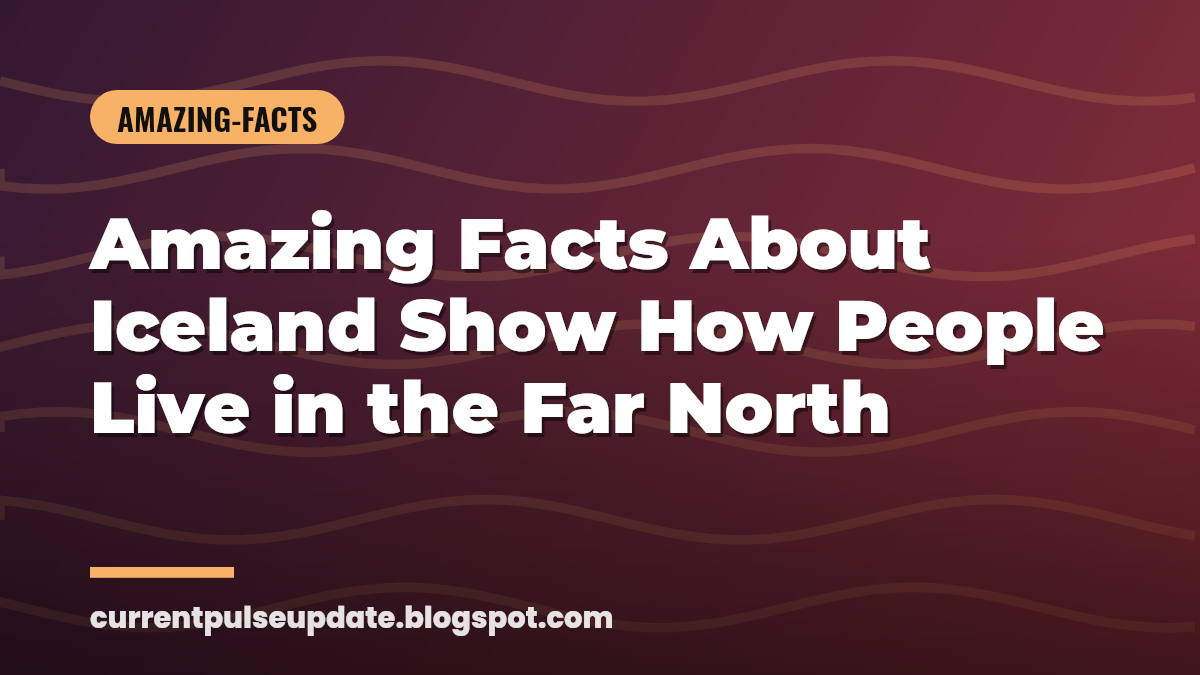 AMAZING-FACTS
Amazing Facts About
Iceland Show How People
Live in the Far North
currentpulseupdate.blogspot.com